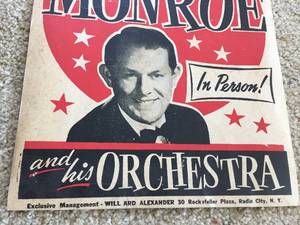 MONROE
In Person!
and his ORCHESTRA
Exclusive Management - WILLARD ALEXANDER 30 Rockefeller Plaza, Radio City, N. Y.